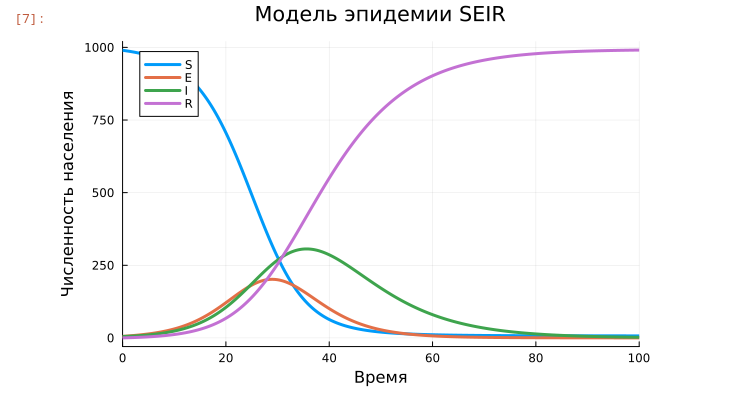 [7]:
Модель эпидемии SEIR
Численность населения
1000
750
500
250
0
S
E
I
R
0 20 40 60 80 100
Время